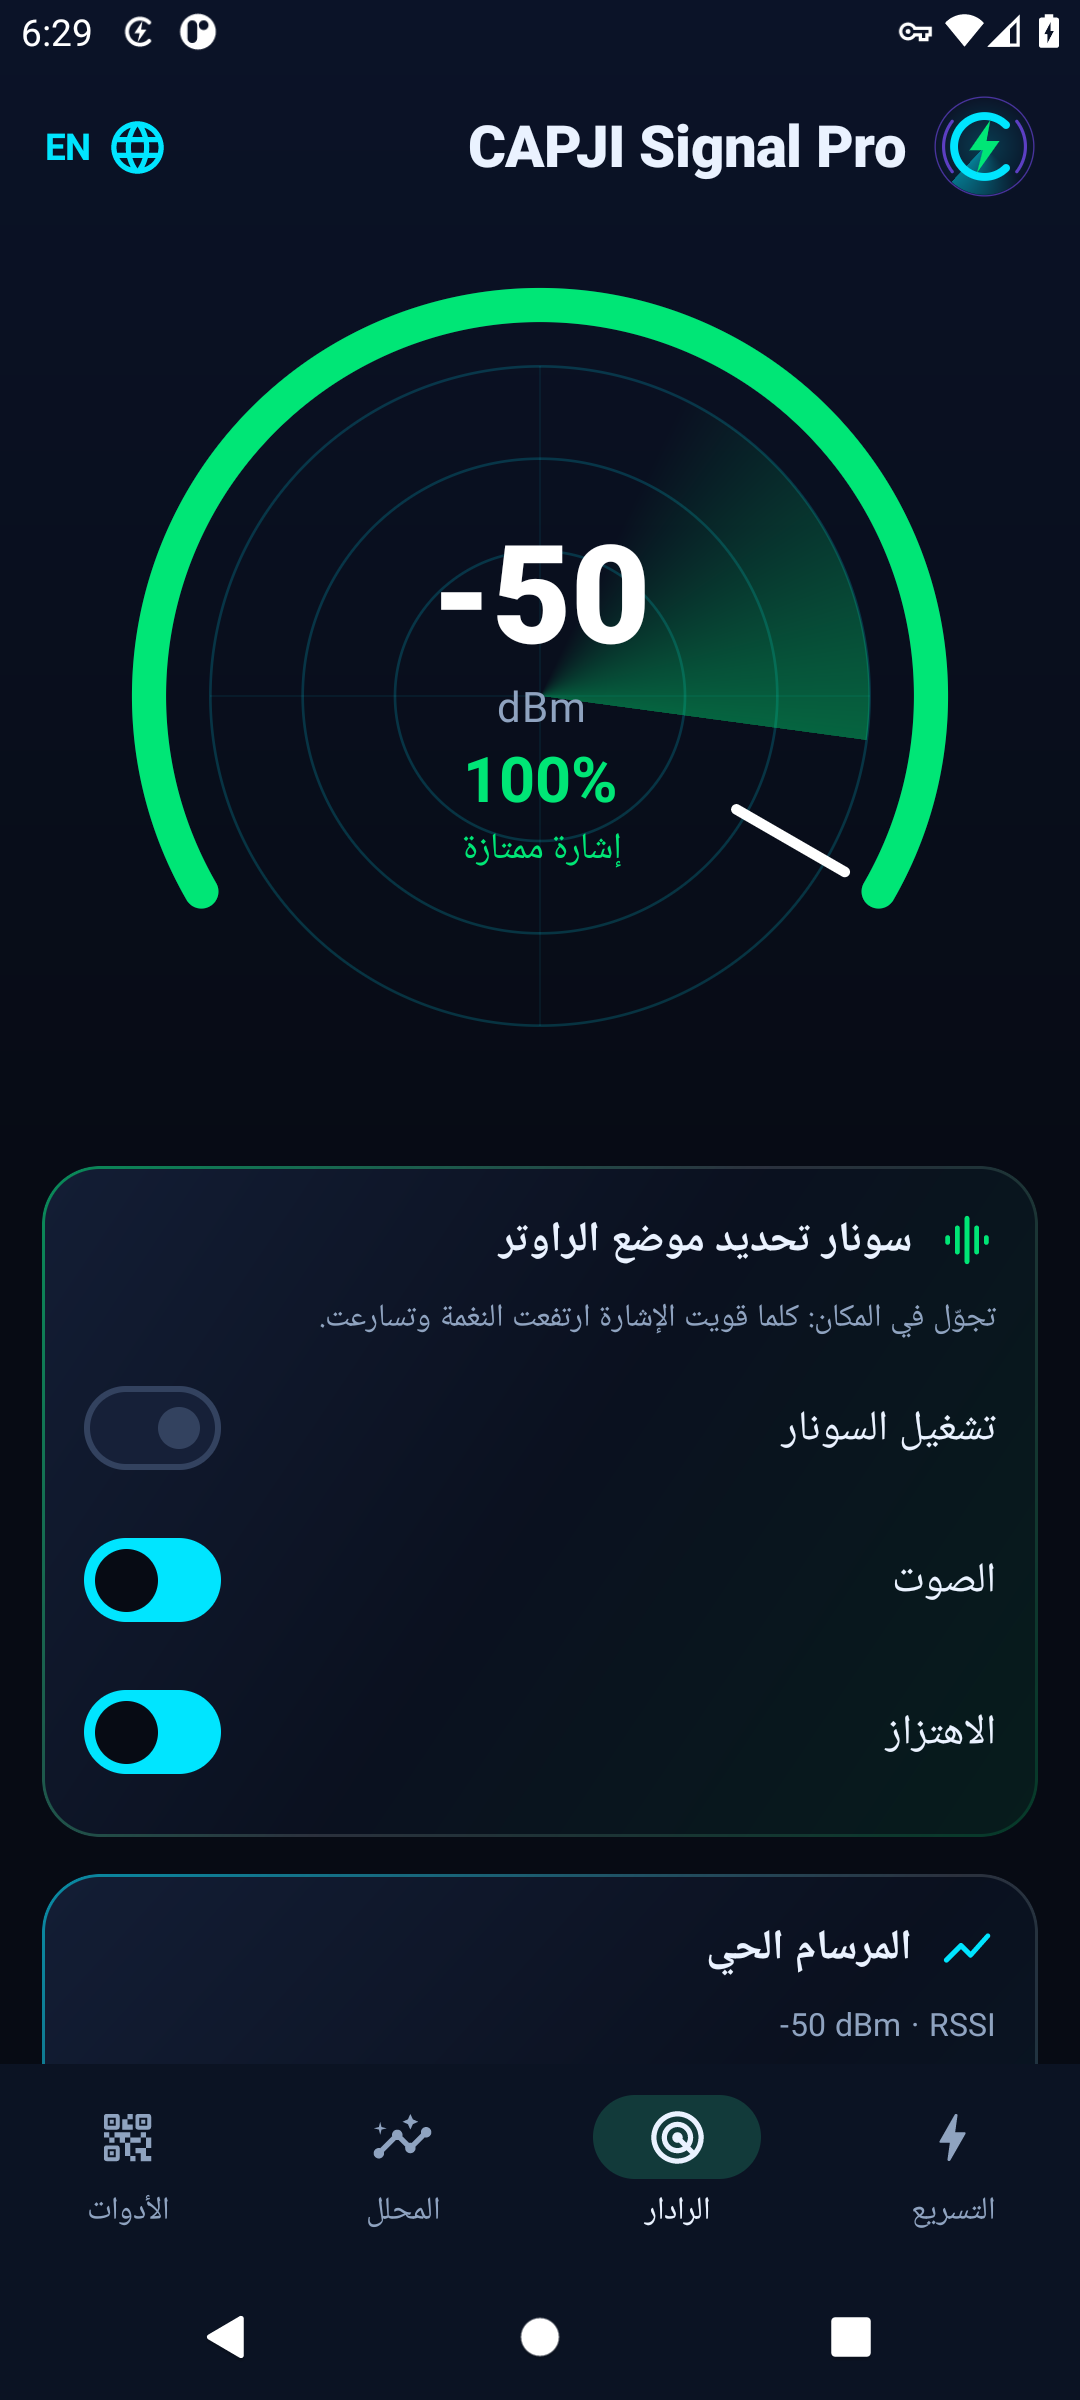 6:29
CAPJI Signal Pro
EN
-50
dBm
100%
إشارة ممتازة
سونار تحديد موضع الراوتر
تجوّل في المكان: كلما قويت الإشارة ارتفعت النغمة وتسارعت.
تشغيل السونار
الصوت
الاهتزاز
المرسام الحي
-50 dBm · RSSI
التسريع
الرادار
المحلل
الأدوات